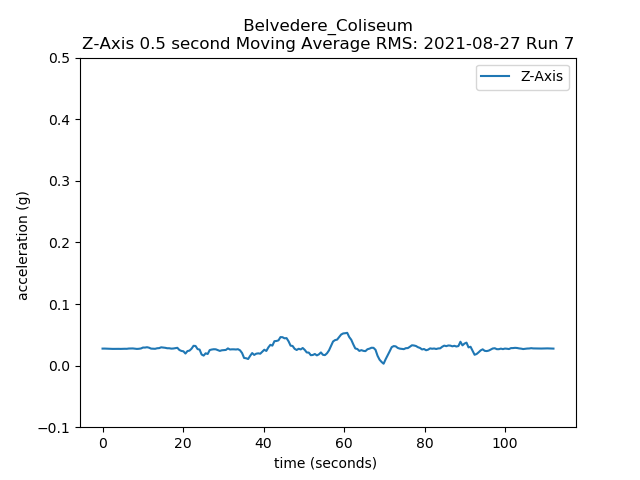 Belvedere_Coliseum
Z-Axis 0.5 second Moving Average RMS: 2021-08-27 Run 7
Z-Axis
0.5
0.4
0.3
0.2
0.1
0.0
−0.1
acceleration (g)
0 20 40 60 80 100
time (seconds)